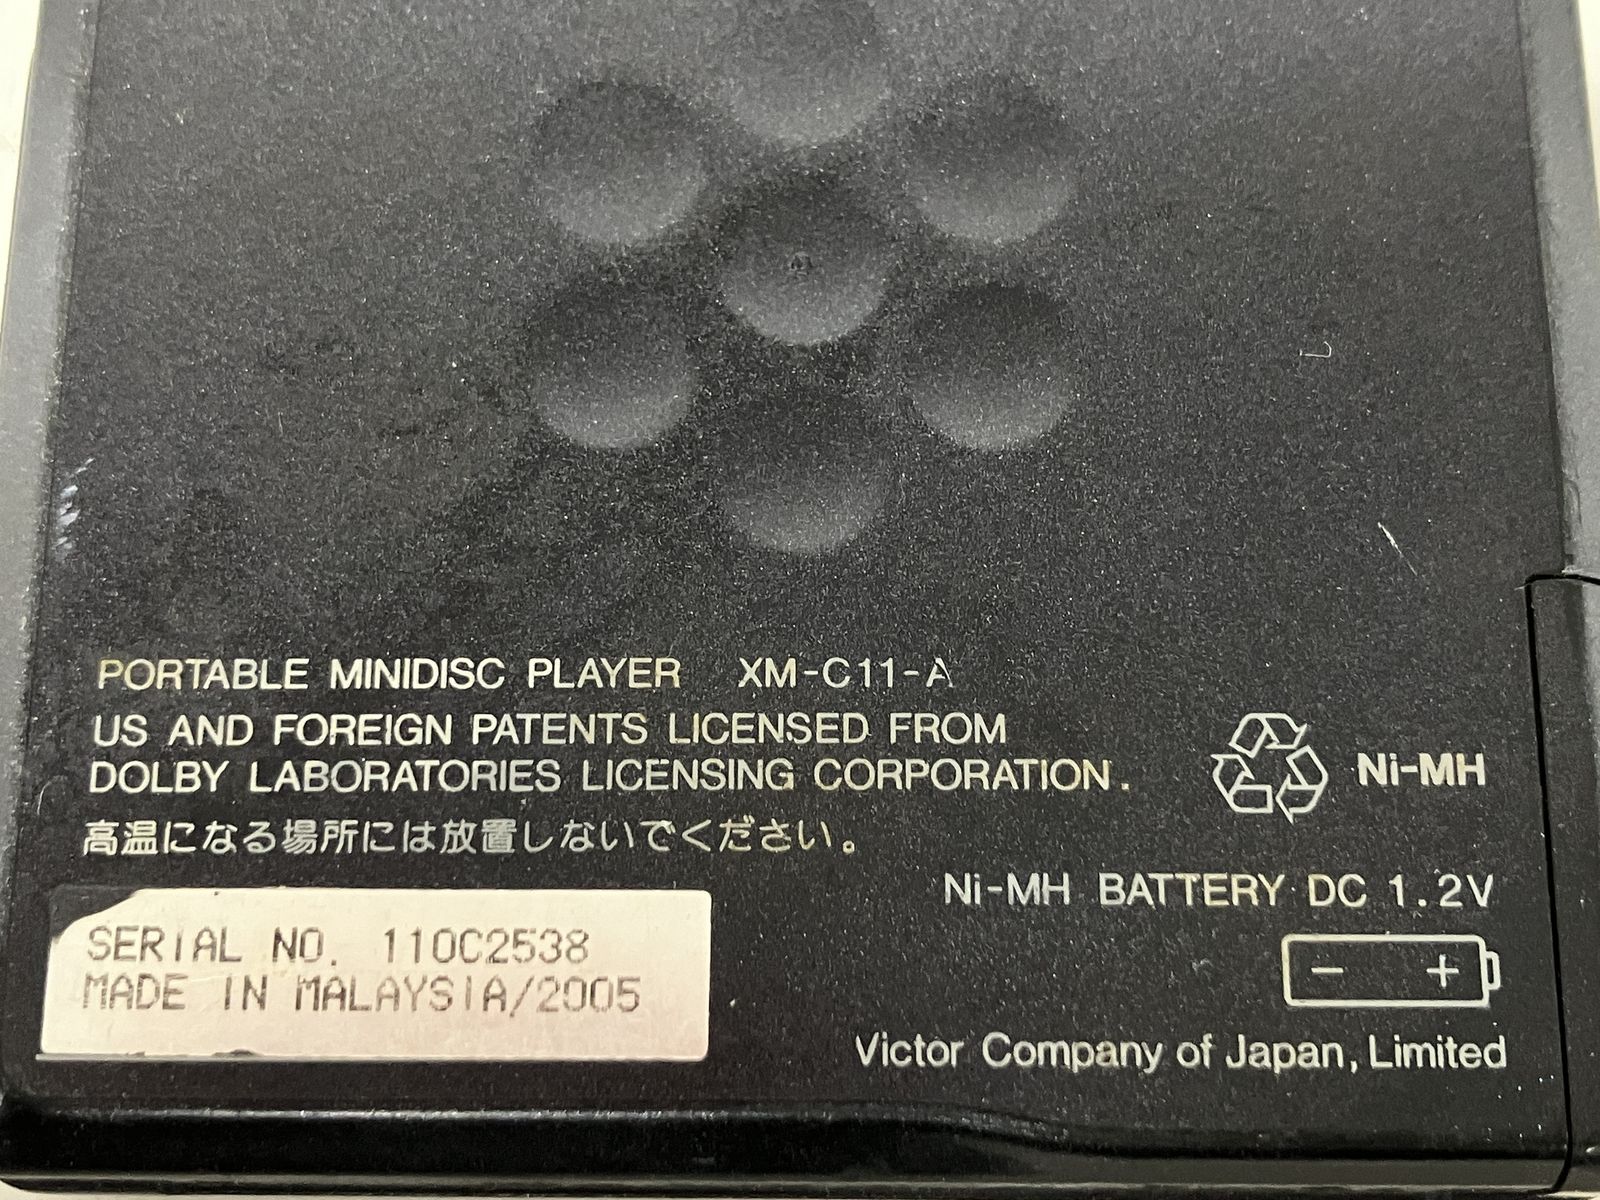 PORTABLE MINIDISC PLAYER XM-C11-A
US AND FOREIGN PATENTS LICENSED FROM
DOLBY LABORATORIES LICENSING CORPORATION.
高温になる場所には放置しないでください。
Ni-MH
Ni-MH BATTERY DC 1.2V
- +
SERIAL NO. 110C2538
MADE IN MALAYSIA/2005
Victor Company of Japan, Limited